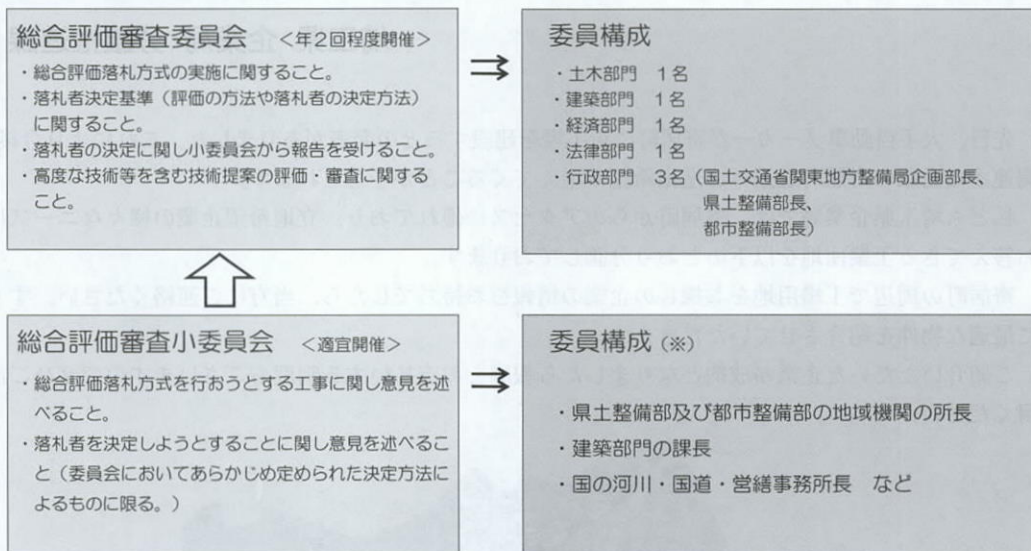 総合評価審査委員会 <年2回程度開催>
・総合評価落札方式の実施に関すること。
・落札者決定基準（評価の方法や落札者の決定方法）
に関すること。
・落札者の決定に関し小委員会から報告を受けること。
・高度な技術等を含む技術提案の評価・審査に関する
こと。
委員構成
・土木部門 1名
・建築部門 1名
・経済部門 1名
・法律部門 1名
・行政部門 3名（国土交通省関東地方整備局企画部長、
県土整備部長、
都市整備部長）
総合評価審査小委員会 <適宜開催>
・総合評価落札方式を行おうとする工事に関し意見を述
べること。
・落札者を決定しようとすることに関し意見を述べるこ
と（委員会においてあらかじめ定められた決定方法に
よるものに限る。）
委員構成（※）
・県土整備部及び都市整備部の地域機関の所長
・建築部門の課長
・国の河川・国道・営繕事務所長 など